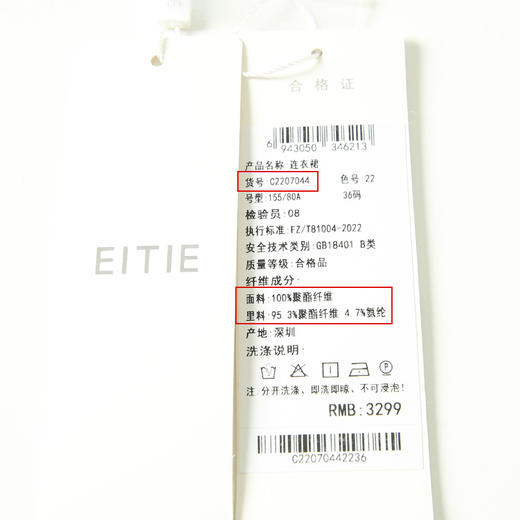 EITIE
合格证
6 943050 346213
产品名称 连衣裙
货号 C2207044 色号:22
号型:155/80A 36码
检验员:08
执行标准:FZ/T81004-2022
安全技术类别:GB18401 B类
质量等级:合格品
纤维成分:
面料:100%聚酯纤维
里料:95.3%聚酯纤维 4.7%氨纶
产地:深圳
洗涤说明:
注:分开洗涤、即洗即晾、不可浸泡!
RMB:3299
C22070442236